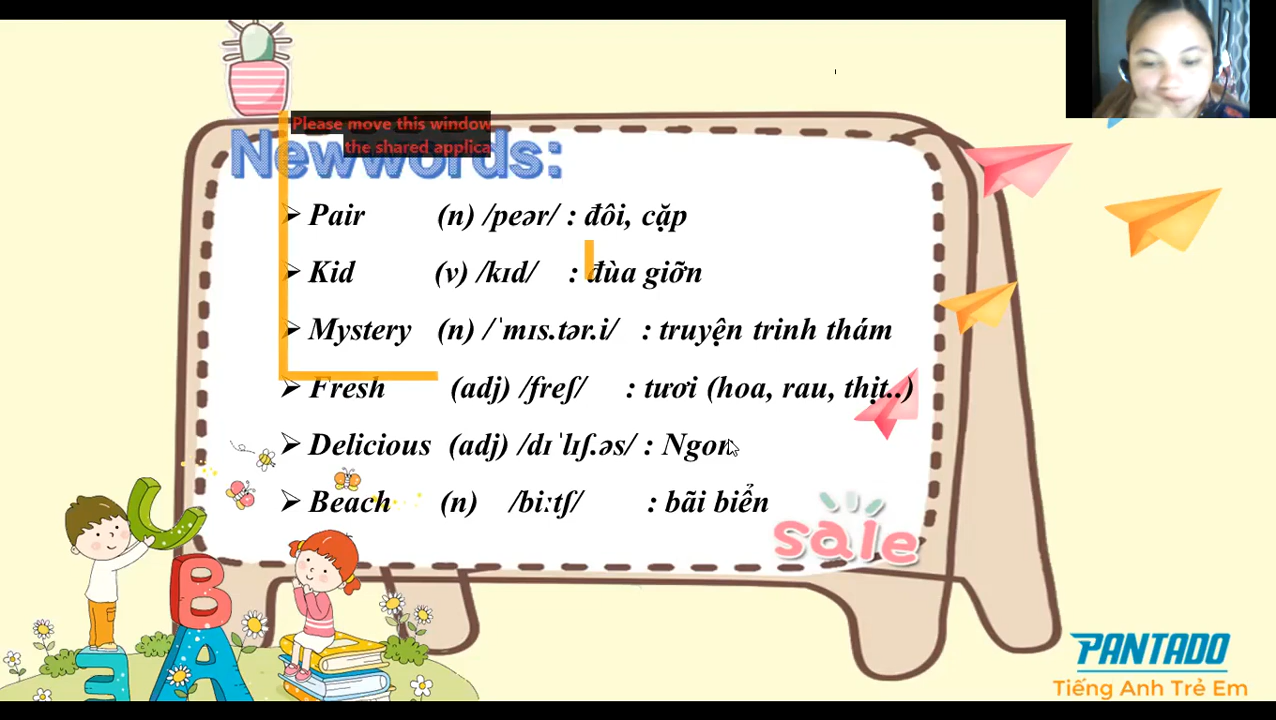 Please move this window
the shared applica
Newwords:
➢ Pair (n) /peər/ : đôi, cặp
➢ Kid (v) /kɪd/ : đùa giỡn
➢ Mystery (n) /ˈmɪs.tər.i/ : truyện trinh thám
➢ Fresh (adj) /freʃ/ : tươi (hoa, rau, thịt..)
➢ Delicious (adj) /dɪˈlɪʃ.əs/ : Ngon
➢ Beach (n) /biːtʃ/ : bãi biển
sale
C
B
E A
PANTADO
Tiếng Anh Trẻ Em